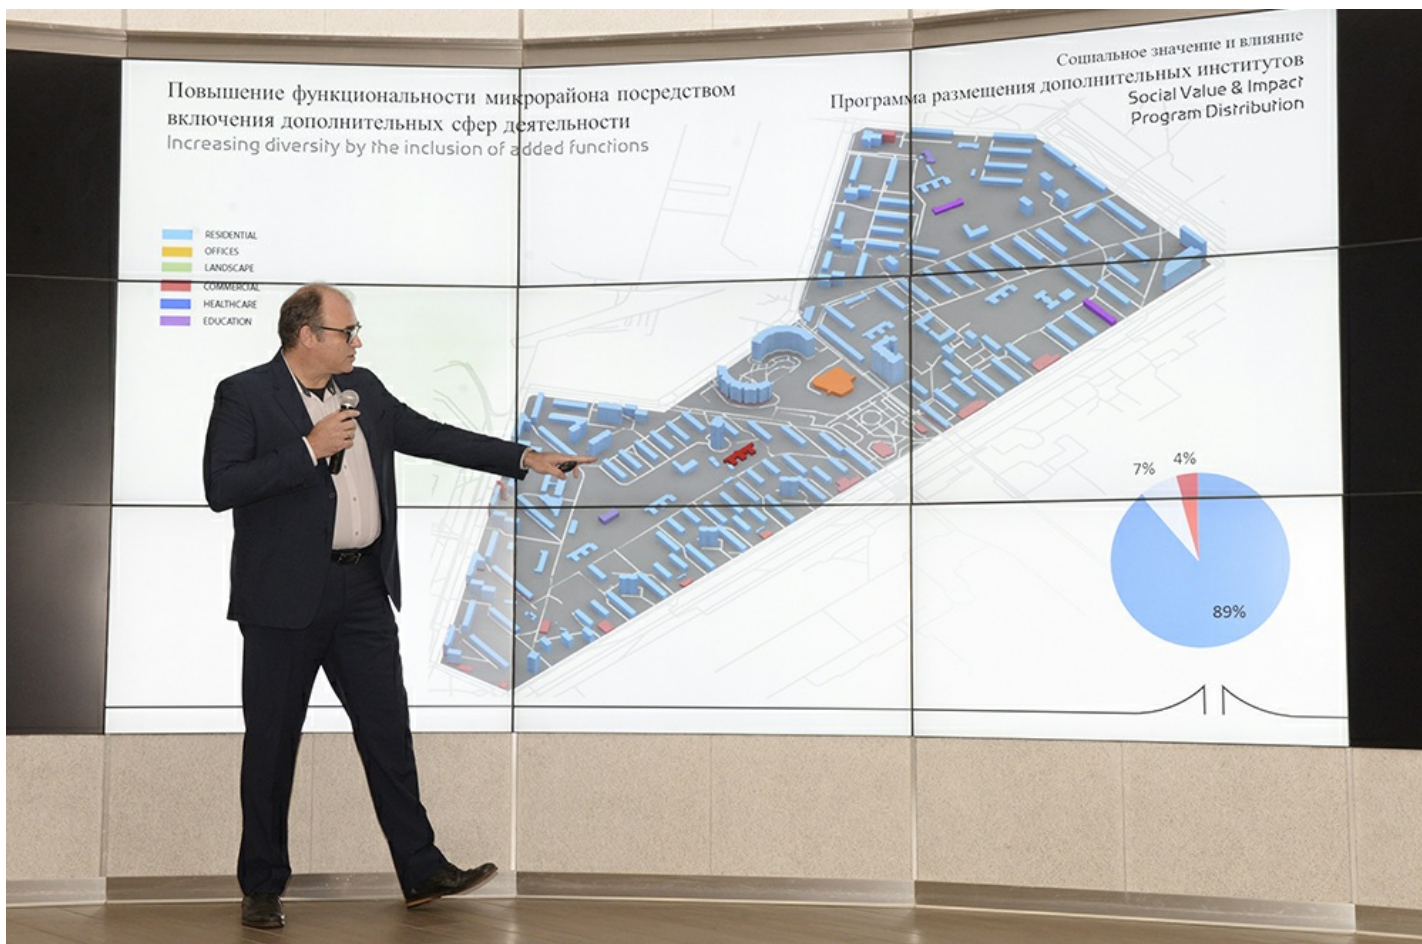 Повышение функциональности микрорайона посредством
включения дополнительных сфер деятельности
Increasing diversity by the inclusion of added functions
Социальное значение и влияние
Программа размещения дополнительных институтов
Social Value & Impact
Program Distribution
RESIDENTIAL
OFFICES
LANDSCAPE
COMMERCIAL
HEALTHCARE
EDUCATION
7%
4%
89%